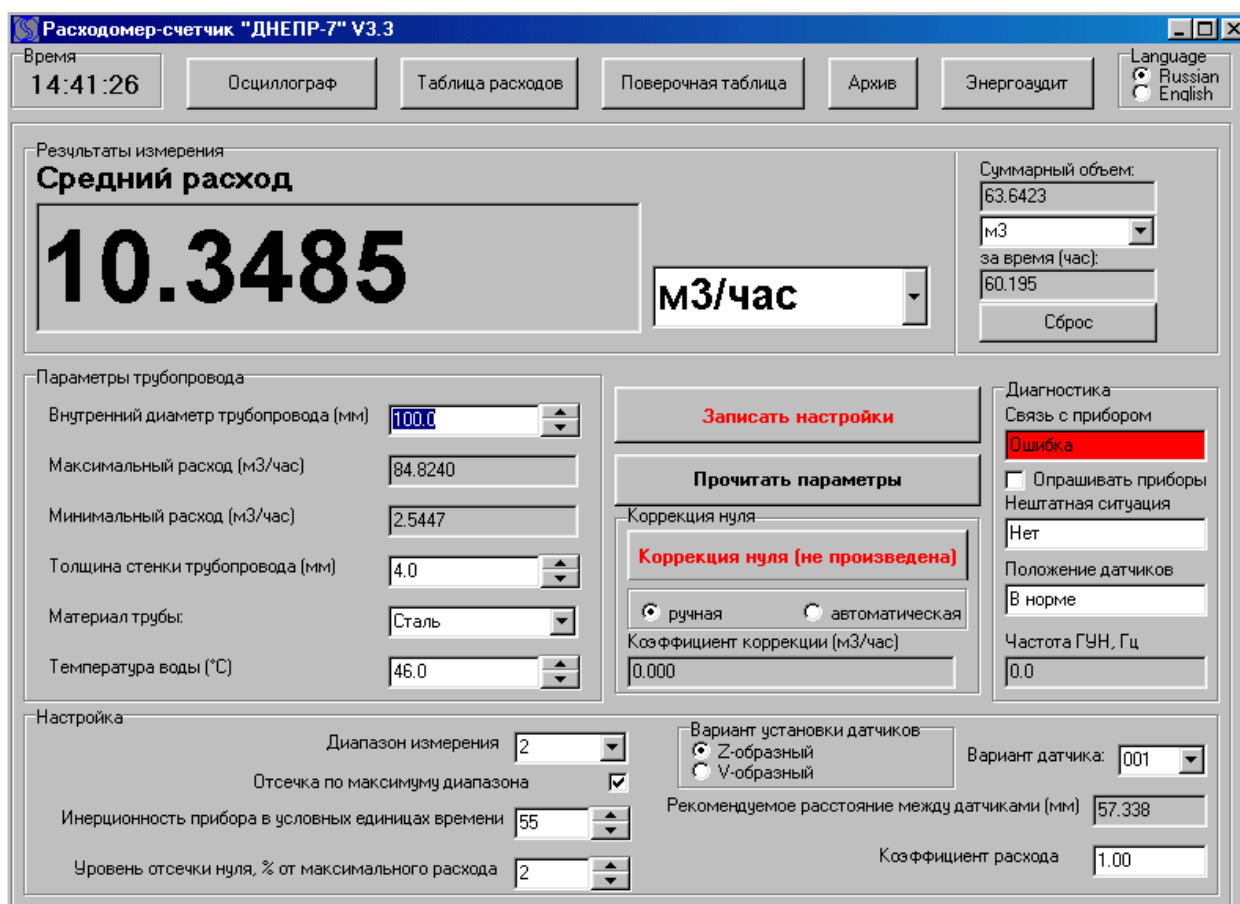 Расходомер-счетчик "ДНЕПР-7" V3.3
Время
14:41:26
Осциллограф
Таблица расходов
Поверочная таблица
Архив
Энергоаудит
Language
Russian
English
Результаты измерения
Средний расход
10.3485
м3/час
Суммарный объем:
63.6423
м3
за время (час):
60.195
Сброс
Параметры трубопровода
Внутренний диаметр трубопровода (мм)
100.0
Максимальный расход (м3/час)
84.8240
Минимальный расход (м3/час)
2.5447
Толщина стенки трубопровода (мм)
4.0
Материал трубы:
Сталь
Температура воды (°C)
46.0
Записать настройки
Прочитать параметры
Коррекция нуля
Коррекция нуля (не произведена)
ручная
автоматическая
Коэффициент коррекции (м3/час)
0.000
Диагностика
Связь с прибором
Ошибка
Опрашивать приборы
Нештатная ситуация
Нет
Положение датчиков
В норме
Частота ГУН, Гц
0.0
Настройка
Диапазон измерения
2
Отсечка по максимуму диапазона
Инерционность прибора в условных единицах времени
55
Уровень отсечки нуля, % от максимального расхода
2
Вариант установки датчиков
Z-образный
V-образный
Вариант датчика:
001
Рекомендуемое расстояние между датчиками (мм)
57.338
Коэффициент расхода
1.00